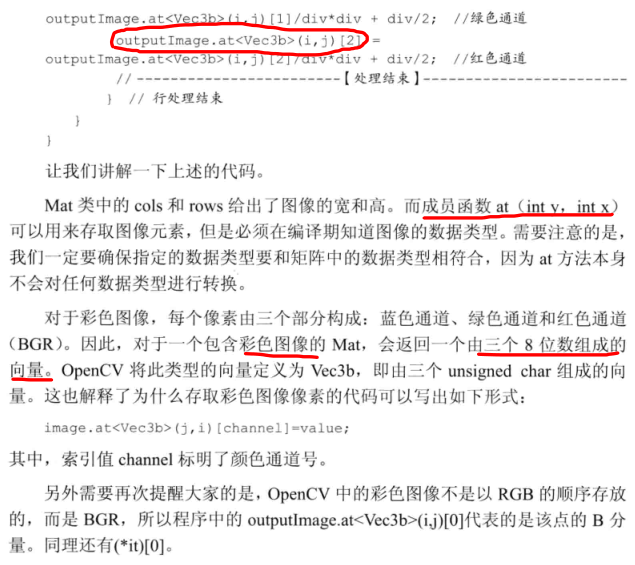 outputImage.at<Vec3b>(i,j)[1]/div*div + div/2;  //绿色通道
outputImage.at<Vec3b>(i,j)[2] =
outputImage.at<Vec3b>(i,j)[2]/div*div + div/2;  //红色通道
// ------------------------【处理结束】------------------------
}  // 行处理结束
}
}
让我们讲解一下上述的代码。
Mat 类中的 cols 和 rows 给出了图像的宽和高。而成员函数 at（int y，int x）
可以用来存取图像元素，但是必须在编译期知道图像的数据类型。需要注意的是，
我们一定要确保指定的数据类型要和矩阵中的数据类型相符合，因为 at 方法本身
不会对任何数据类型进行转换。
对于彩色图像，每个像素由三个部分构成：蓝色通道、绿色通道和红色通道
（BGR）。因此，对于一个包含彩色图像的 Mat，会返回一个由三个 8 位数组成的
向量。OpenCV 将此类型的向量定义为 Vec3b，即由三个 unsigned char 组成的向
量。这也解释了为什么存取彩色图像像素的代码可以写出如下形式：
image.at<Vec3b>(j,i)[channel]=value;
其中，索引值 channel 标明了颜色通道号。
另外需要再次提醒大家的是，OpenCV 中的彩色图像不是以 RGB 的顺序存放
的，而是 BGR，所以程序中的 outputImage.at<Vec3b>(i,j)[0]代表的是该点的 B 分
量。同理还有(*it)[0]。